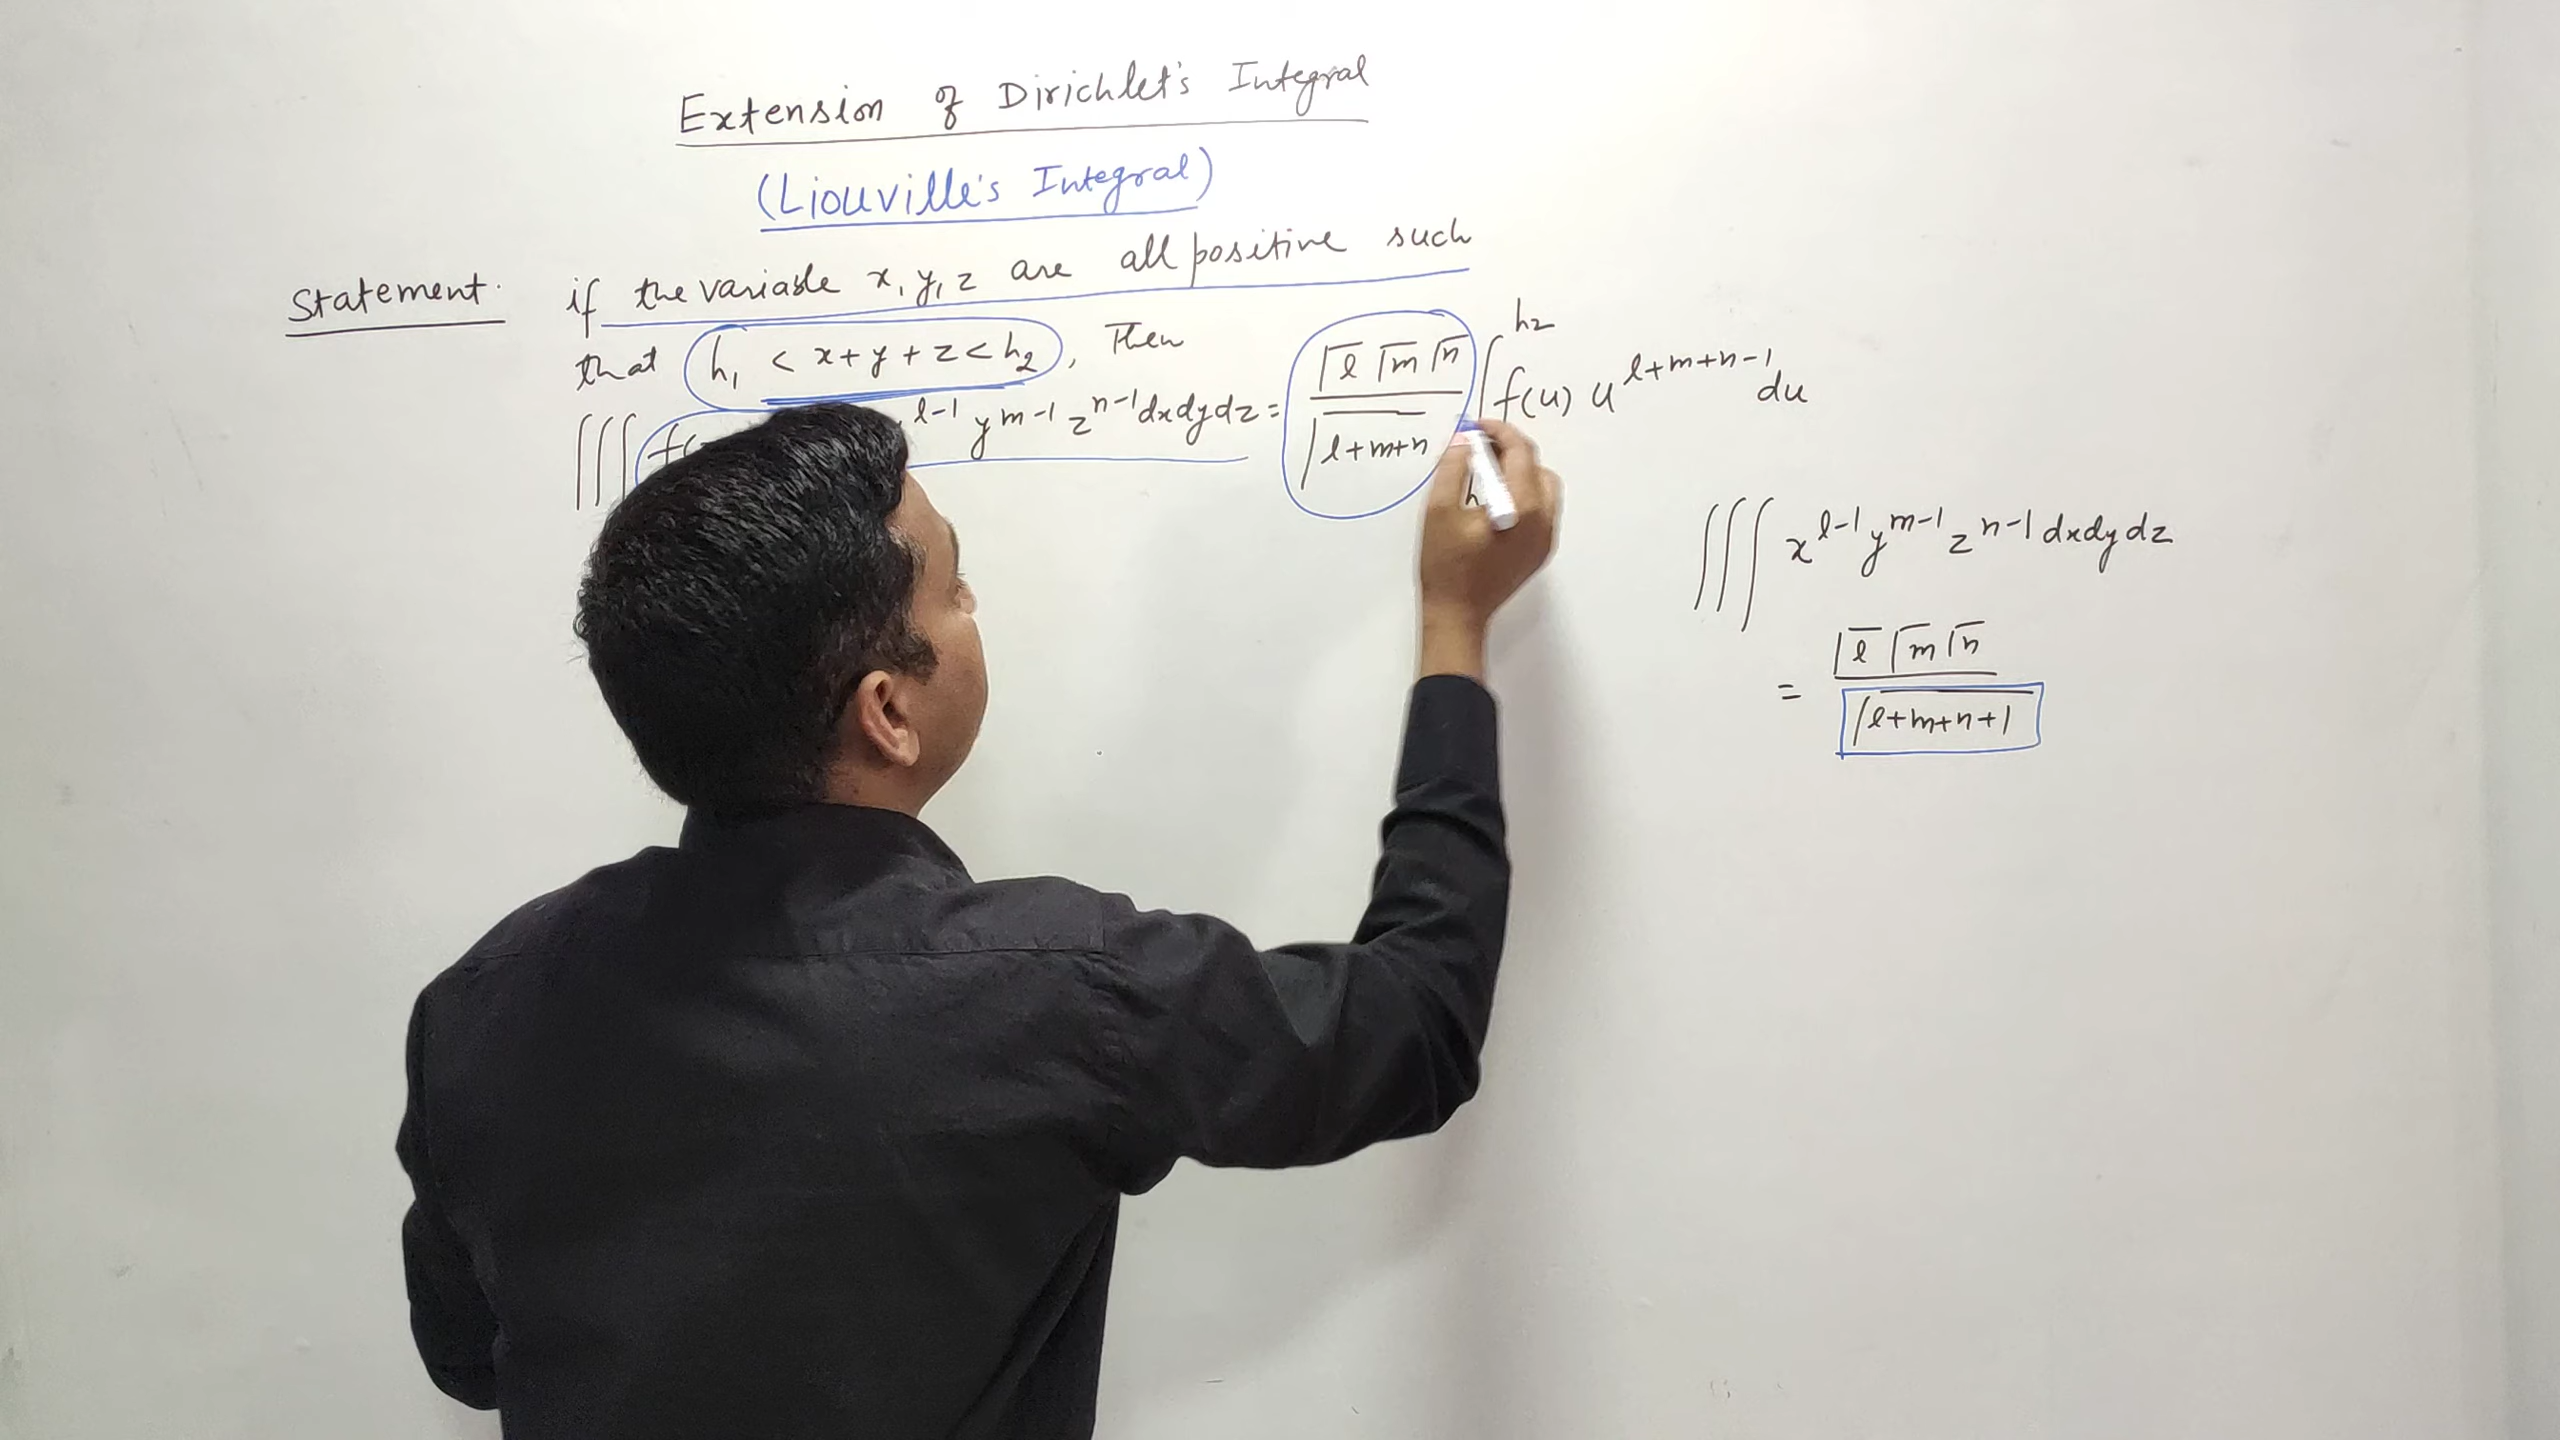 Extension of Dirichlet's Integral
(Liouville's Integral)
Statement. if the variable x, y, z are all positive such
that h₁ < x+y+z < h₂, Then
∭ f( x^{l-1} y^{m-1} z^{n-1} dxdydz = \frac{Γl Γm Γn}{Γl+m+n} ∫_{h}^{h₂} f(u) u^{l+m+n-1} du
∭ x^{l-1} y^{m-1} z^{n-1} dxdydz
= \frac{Γl Γm Γn}{Γl+m+n+1}